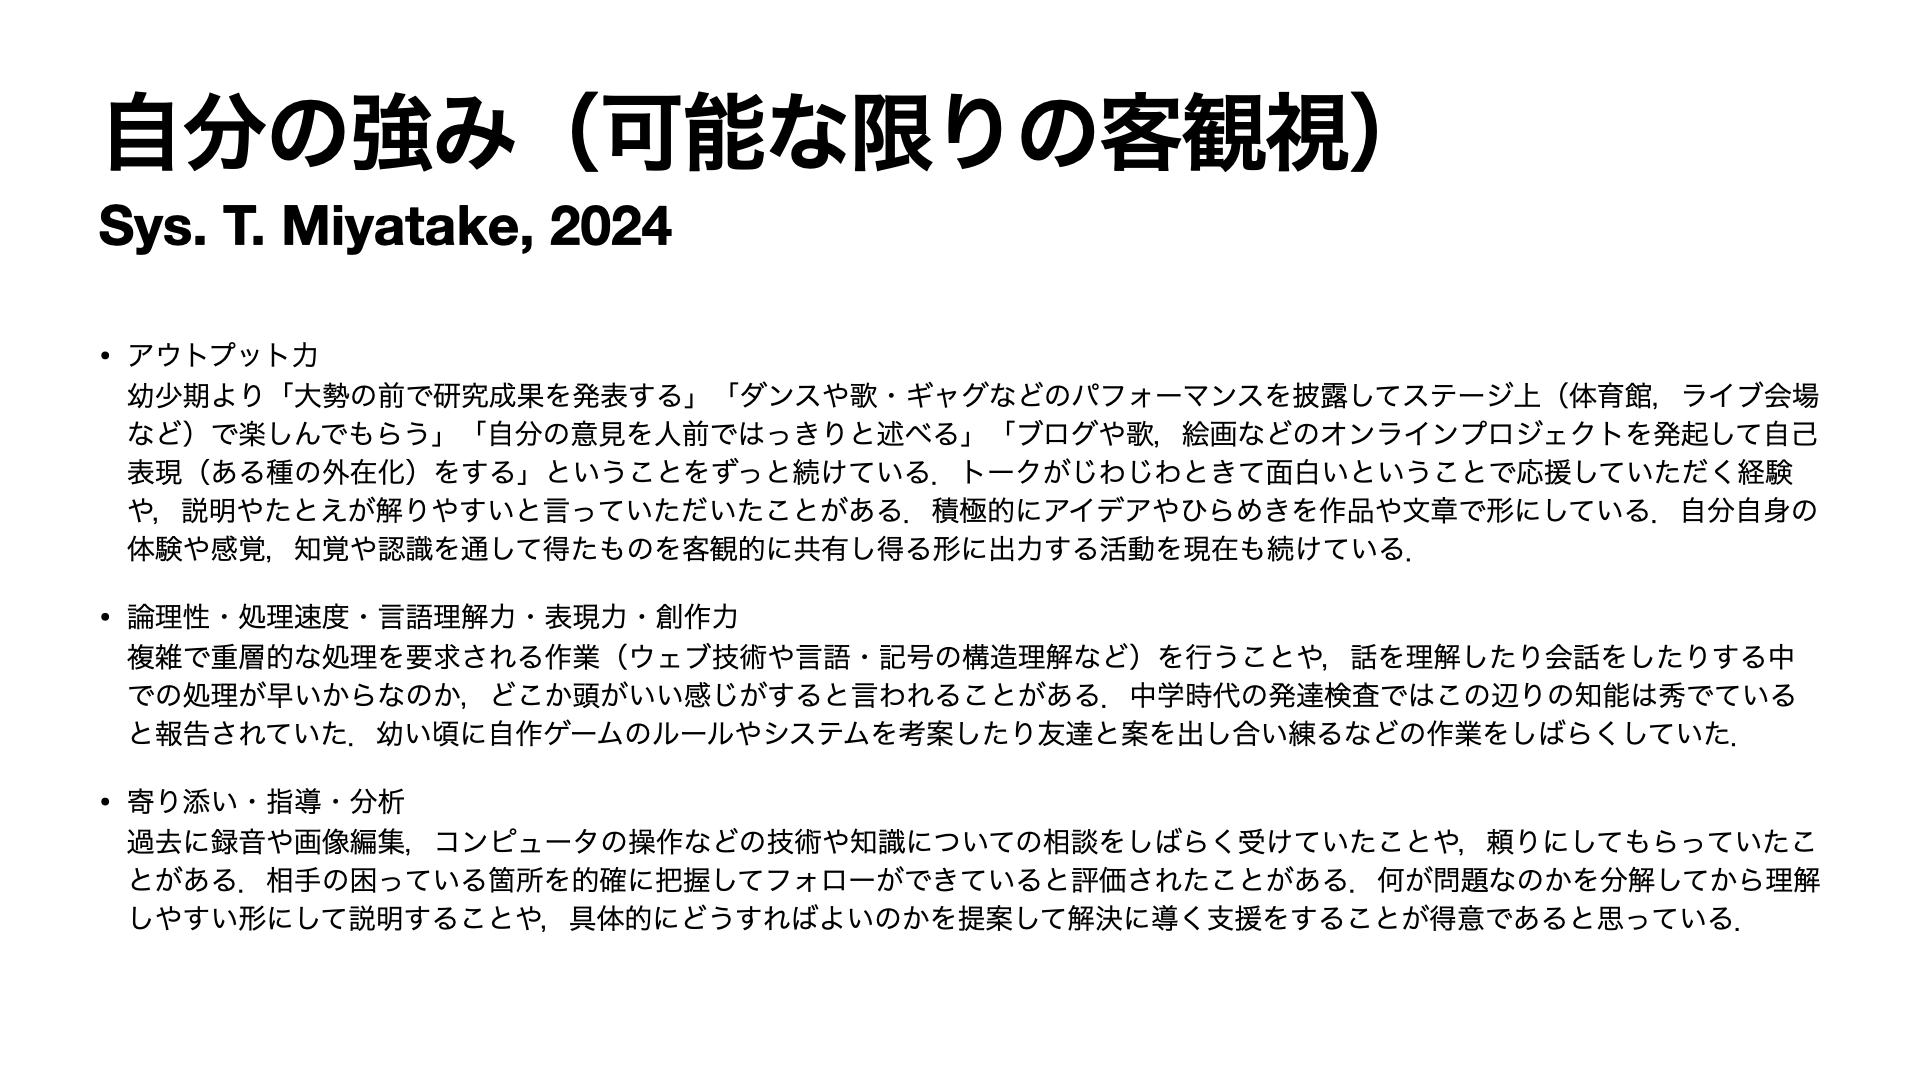 自分の強み（可能な限りの客観視）
Sys. T. Miyatake, 2024
• アウトプット力
幼少期より「大勢の前で研究成果を発表する」「ダンスや歌・ギャグなどのパフォーマンスを披露してステージ上（体育館，ライブ会場
など）で楽しんでもらう」「自分の意見を人前ではっきりと述べる」「ブログや歌，絵画などのオンラインプロジェクトを発起して自己
表現（ある種の外在化）をする」ということをずっと続けている．トークがじわじわときて面白いということで応援していただく経験
や，説明やたとえが解りやすいと言っていただいたことがある．積極的にアイデアやひらめきを作品や文章で形にしている．自分自身の
体験や感覚，知覚や認識を通して得たものを客観的に共有し得る形に出力する活動を現在も続けている．
• 論理性・処理速度・言語理解力・表現力・創作力
複雑で重層的な処理を要求される作業（ウェブ技術や言語・記号の構造理解など）を行うことや，話を理解したり会話をしたりする中
での処理が早いからなのか，どこか頭がいい感じがすると言われることがある．中学時代の発達検査ではこの辺りの知能は秀でている
と報告されていた．幼い頃に自作ゲームのルールやシステムを考案したり友達と案を出し合い練るなどの作業をしばらくしていた．
• 寄り添い・指導・分析
過去に録音や画像編集，コンピュータの操作などの技術や知識についての相談をしばらく受けていたことや，頼りにしてもらっていたこ
とがある．相手の困っている箇所を的確に把握してフォローができていると評価されたことがある．何が問題なのかを分解してから理解
しやすい形にして説明することや，具体的にどうすればよいのかを提案して解決に導く支援をすることが得意であると思っている．